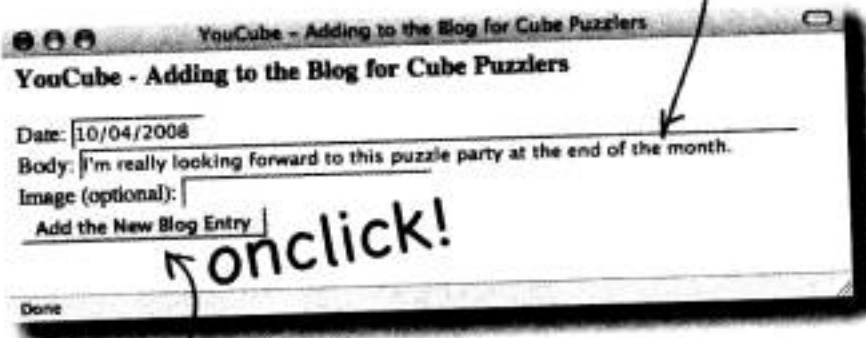 YouCube - Adding to the Blog for Cube Puzzlers
YouCube - Adding to the Blog for Cube Puzzlers
Date: 10/04/2008
Body: I'm really looking forward to this puzzle party at the end of the month.
Image (optional):
Add the New Blog Entry
onclick!
Done